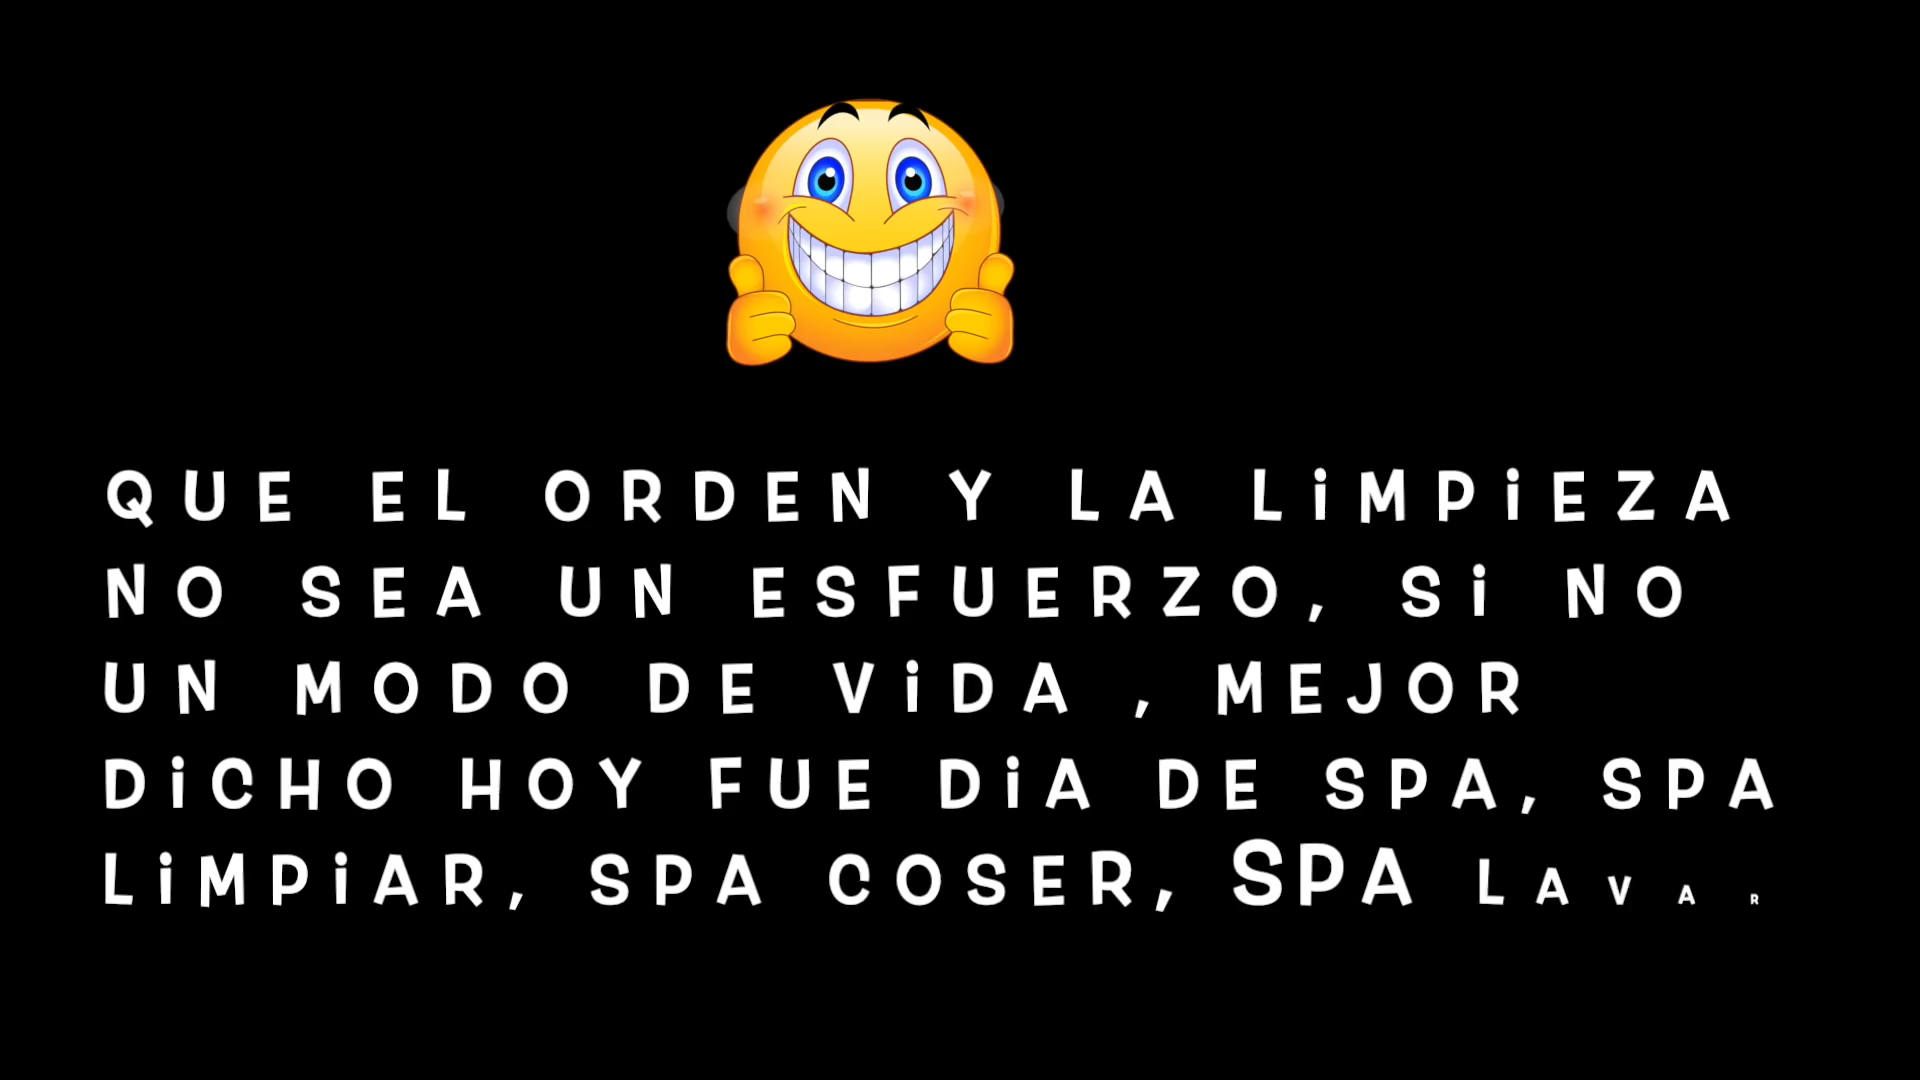 QUE EL ORDEN Y LA LiMPiEZA
NO SEA UN ESFUERZO, Si NO
UN MODO DE ViDA , MEJOR
DiCHO HOY FUE DiA DE SPA, SPA
LiMPiAR, SPA COSER, SPA LAVAR